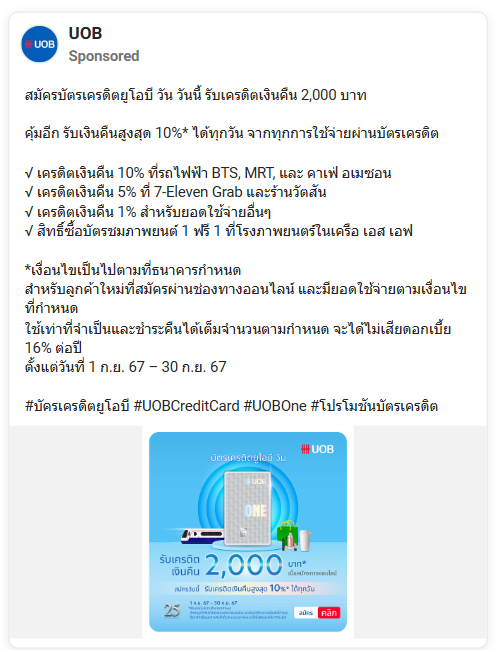 UOB
UOB
Sponsored
สมัครบัตรเครดิตยูโอบี วัน วันนี้ รับเครดิตเงินคืน 2,000 บาท
คุ้มอีก รับเงินคืนสูงสุด 10%* ได้ทุกวัน จากทุกการใช้จ่ายผ่านบัตรเครดิต
√ เครดิตเงินคืน 10% ที่รถไฟฟ้า BTS, MRT, และ คาเฟ่ อเมซอน
√ เครดิตเงินคืน 5% ที่ 7-Eleven Grab และร้านวัตสัน
√ เครดิตเงินคืน 1% สำหรับยอดใช้จ่ายอื่นๆ
√ สิทธิ์ซื้อบัตรชมภาพยนต์ 1 ฟรี 1 ที่โรงภาพยนตร์ในเครือ เอส เอฟ
*เงื่อนไขเป็นไปตามที่ธนาคารกำหนด
สำหรับลูกค้าใหม่ที่สมัครผ่านช่องทางออนไลน์ และมียอดใช้จ่ายตามเงื่อนไข
ที่กำหนด
ใช้เท่าที่จำเป็นและชำระคืนได้เต็มจำนวนตามกำหนด จะได้ไม่เสียดอกเบี้ย
16% ต่อปี
ตั้งแต่วันที่ 1 ก.ย. 67 – 30 ก.ย. 67
#บัครเครดิตยูโอบี #UOBCreditCard #UOBOne #โปรโมชันบัตรเครดิต
UOB
บัตรเครดิตยูโอบี วัน
ONE
รับเครดิต
เงินคืน 2,000 บาท*
เมื่อสมัครทางออนไลน์
สมัครวันนี้ รับเครดิตเงินคืนสูงสุด 10%* ได้ทุกวัน
25
1 ก.ย. 67 - 30 ก.ย. 67
สมัคร คลิก